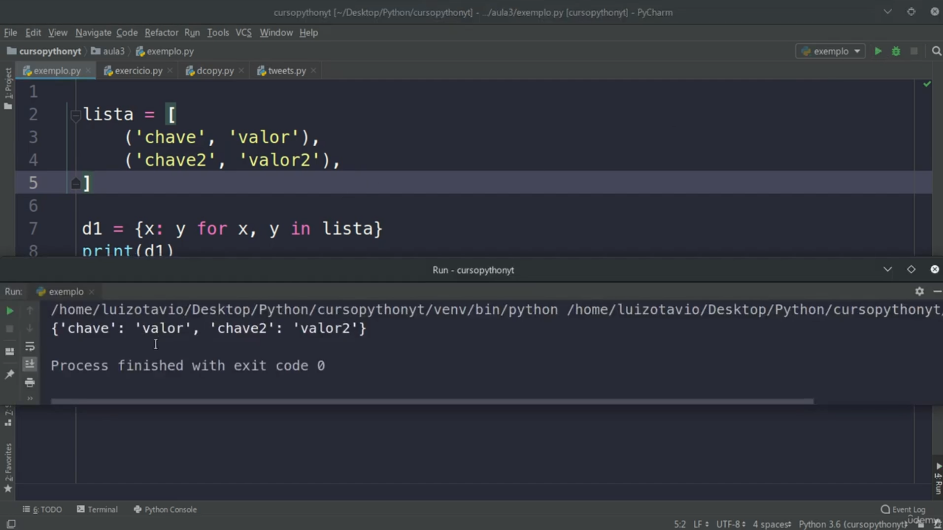 cursopythonyt [~/Desktop/Python/cursopythonyt] - .../aula3/exemplo.py [cursopythonyt] - PyCharm
File Edit View Navigate Code Refactor Run Tools VCS Window Help
cursopythonyt aula3 exemplo.py exemplo
exemplo.py exercicio.py dcopy.py tweets.py
1: Project
1
2 lista = [
3 ('chave', 'valor'),
4 ('chave2', 'valor2'),
5 ]
6
7 d1 = {x: y for x, y in lista}
8 print(d1)
Run - cursopythonyt
Run: exemplo
/home/luizotavio/Desktop/Python/cursopythonyt/venv/bin/python /home/luizotavio/Desktop/Python/cursopythonyt/
{'chave': 'valor', 'chave2': 'valor2'}
Process finished with exit code 0
2: Favorites
4: Run
6: TODO Terminal Python Console Event Log
5:2 LF UTF-8 4 spaces Python 3.6 (cursopythonyt)
udemy